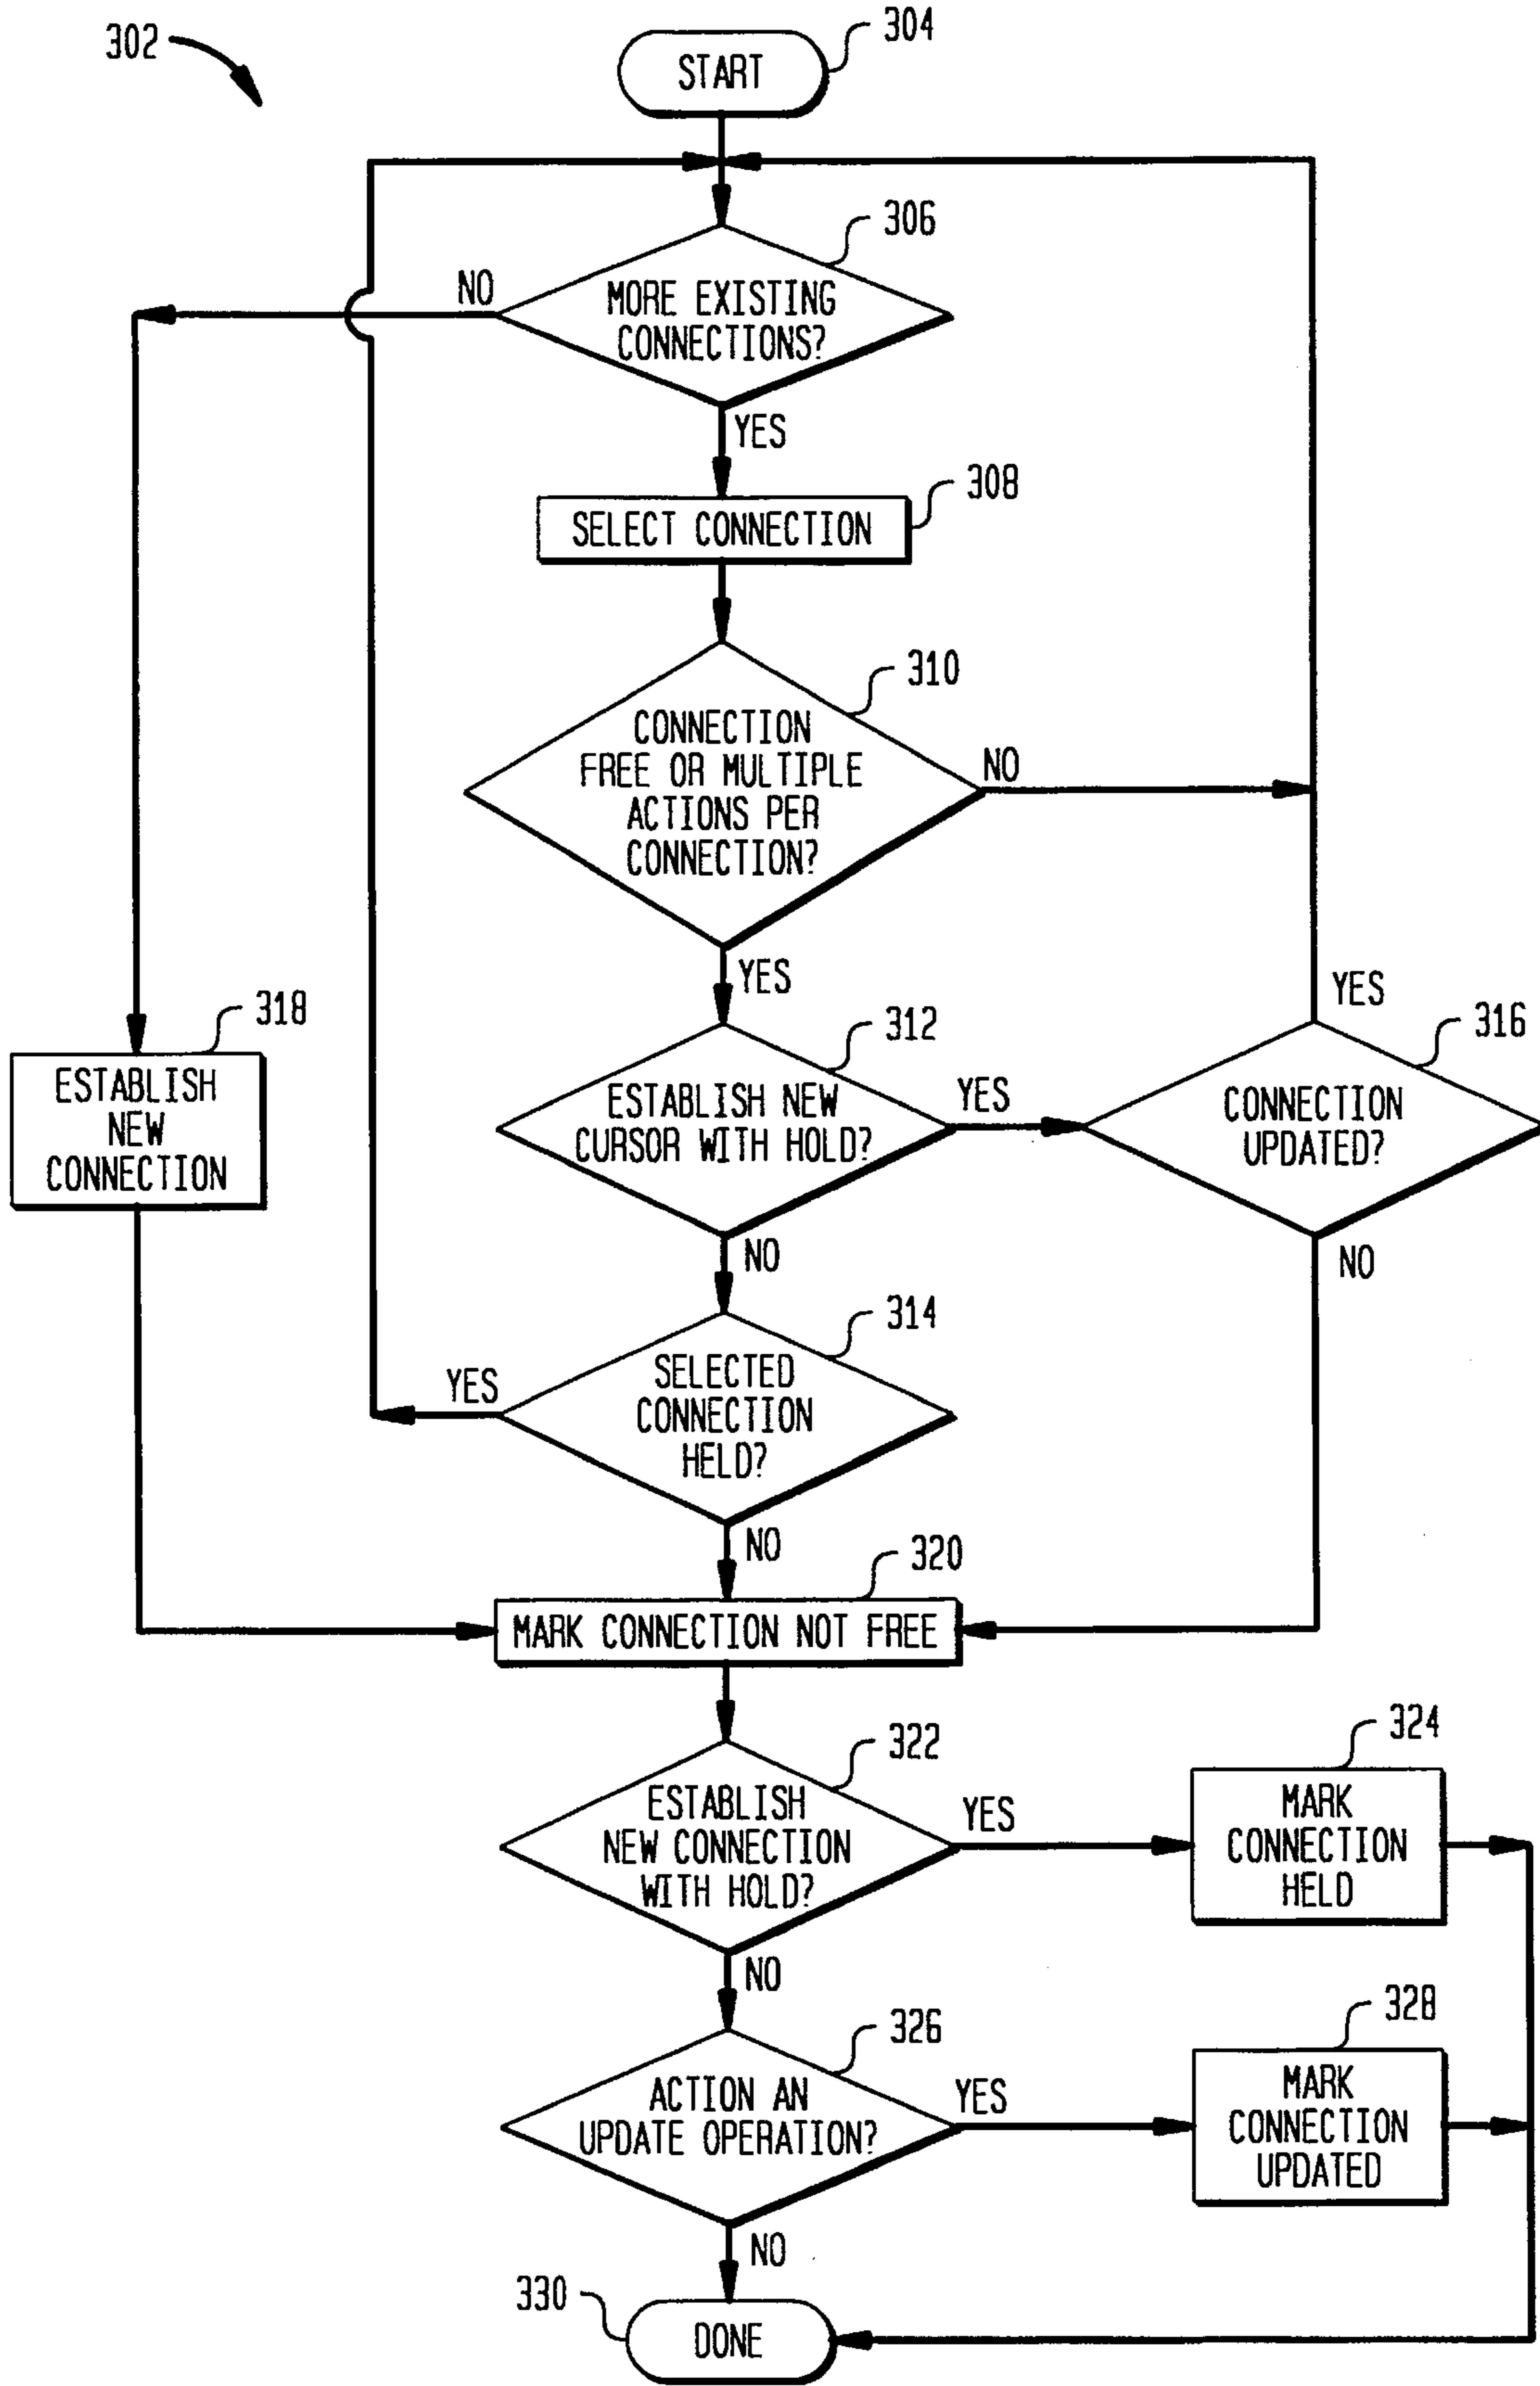 302
304
START
306
NO
MORE EXISTING
CONNECTIONS?
YES
308
SELECT CONNECTION
310
CONNECTION
FREE OR MULTIPLE
ACTIONS PER
CONNECTION?
NO
YES
318
ESTABLISH
NEW
CONNECTION
312
ESTABLISH NEW
CURSOR WITH HOLD?
YES
YES
316
CONNECTION
UPDATED?
NO
NO
314
YES
SELECTED
CONNECTION
HELD?
NO
320
MARK CONNECTION NOT FREE
322
ESTABLISH
NEW CONNECTION
WITH HOLD?
YES
324
MARK
CONNECTION
HELD
NO
326
ACTION AN
UPDATE OPERATION?
YES
328
MARK
CONNECTION
UPDATED
NO
330
DONE